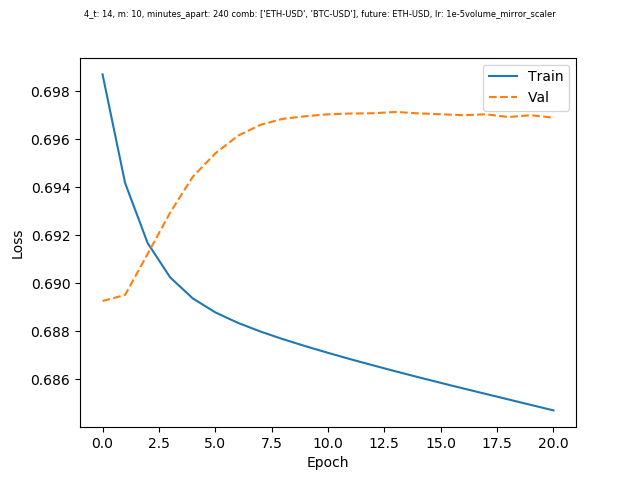 4_t: 14, m: 10, minutes_apart: 240 comb: ['ETH-USD', 'BTC-USD'], future: ETH-USD, lr: 1e-5volume_mirror_scaler
Train
Val
0.698
0.696
0.694
0.692
0.690
0.688
0.686
Loss
0.0 2.5 5.0 7.5 10.0 12.5 15.0 17.5 20.0
Epoch